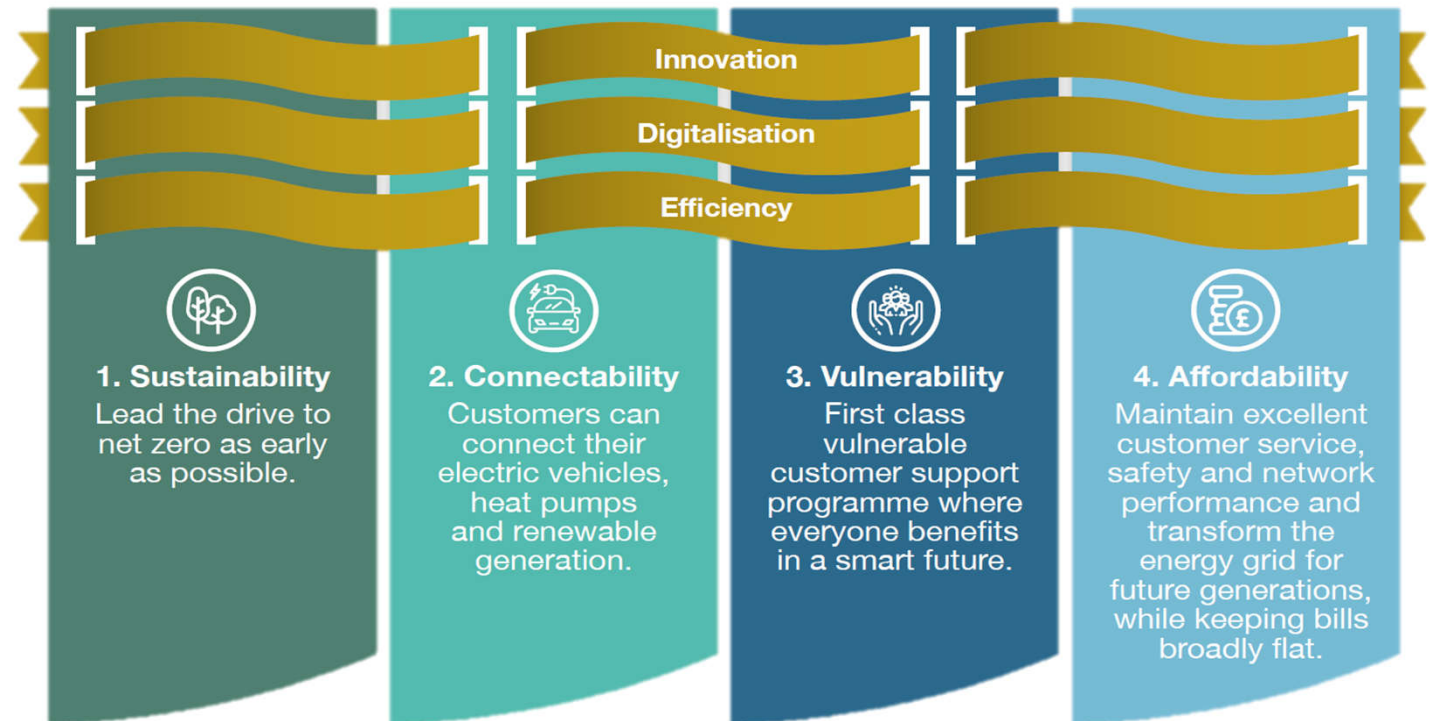 Innovation
Digitalisation
Efficiency
£
1. Sustainability
Lead the drive to
net zero as early
as possible.
2. Connectability
Customers can
connect their
electric vehicles,
heat pumps
and renewable
generation.
3. Vulnerability
First class
vulnerable
customer support
programme where
everyone benefits
in a smart future.
4. Affordability
Maintain excellent
customer service,
safety and network
performance and
transform the
energy grid for
future generations,
while keeping bills
broadly flat.